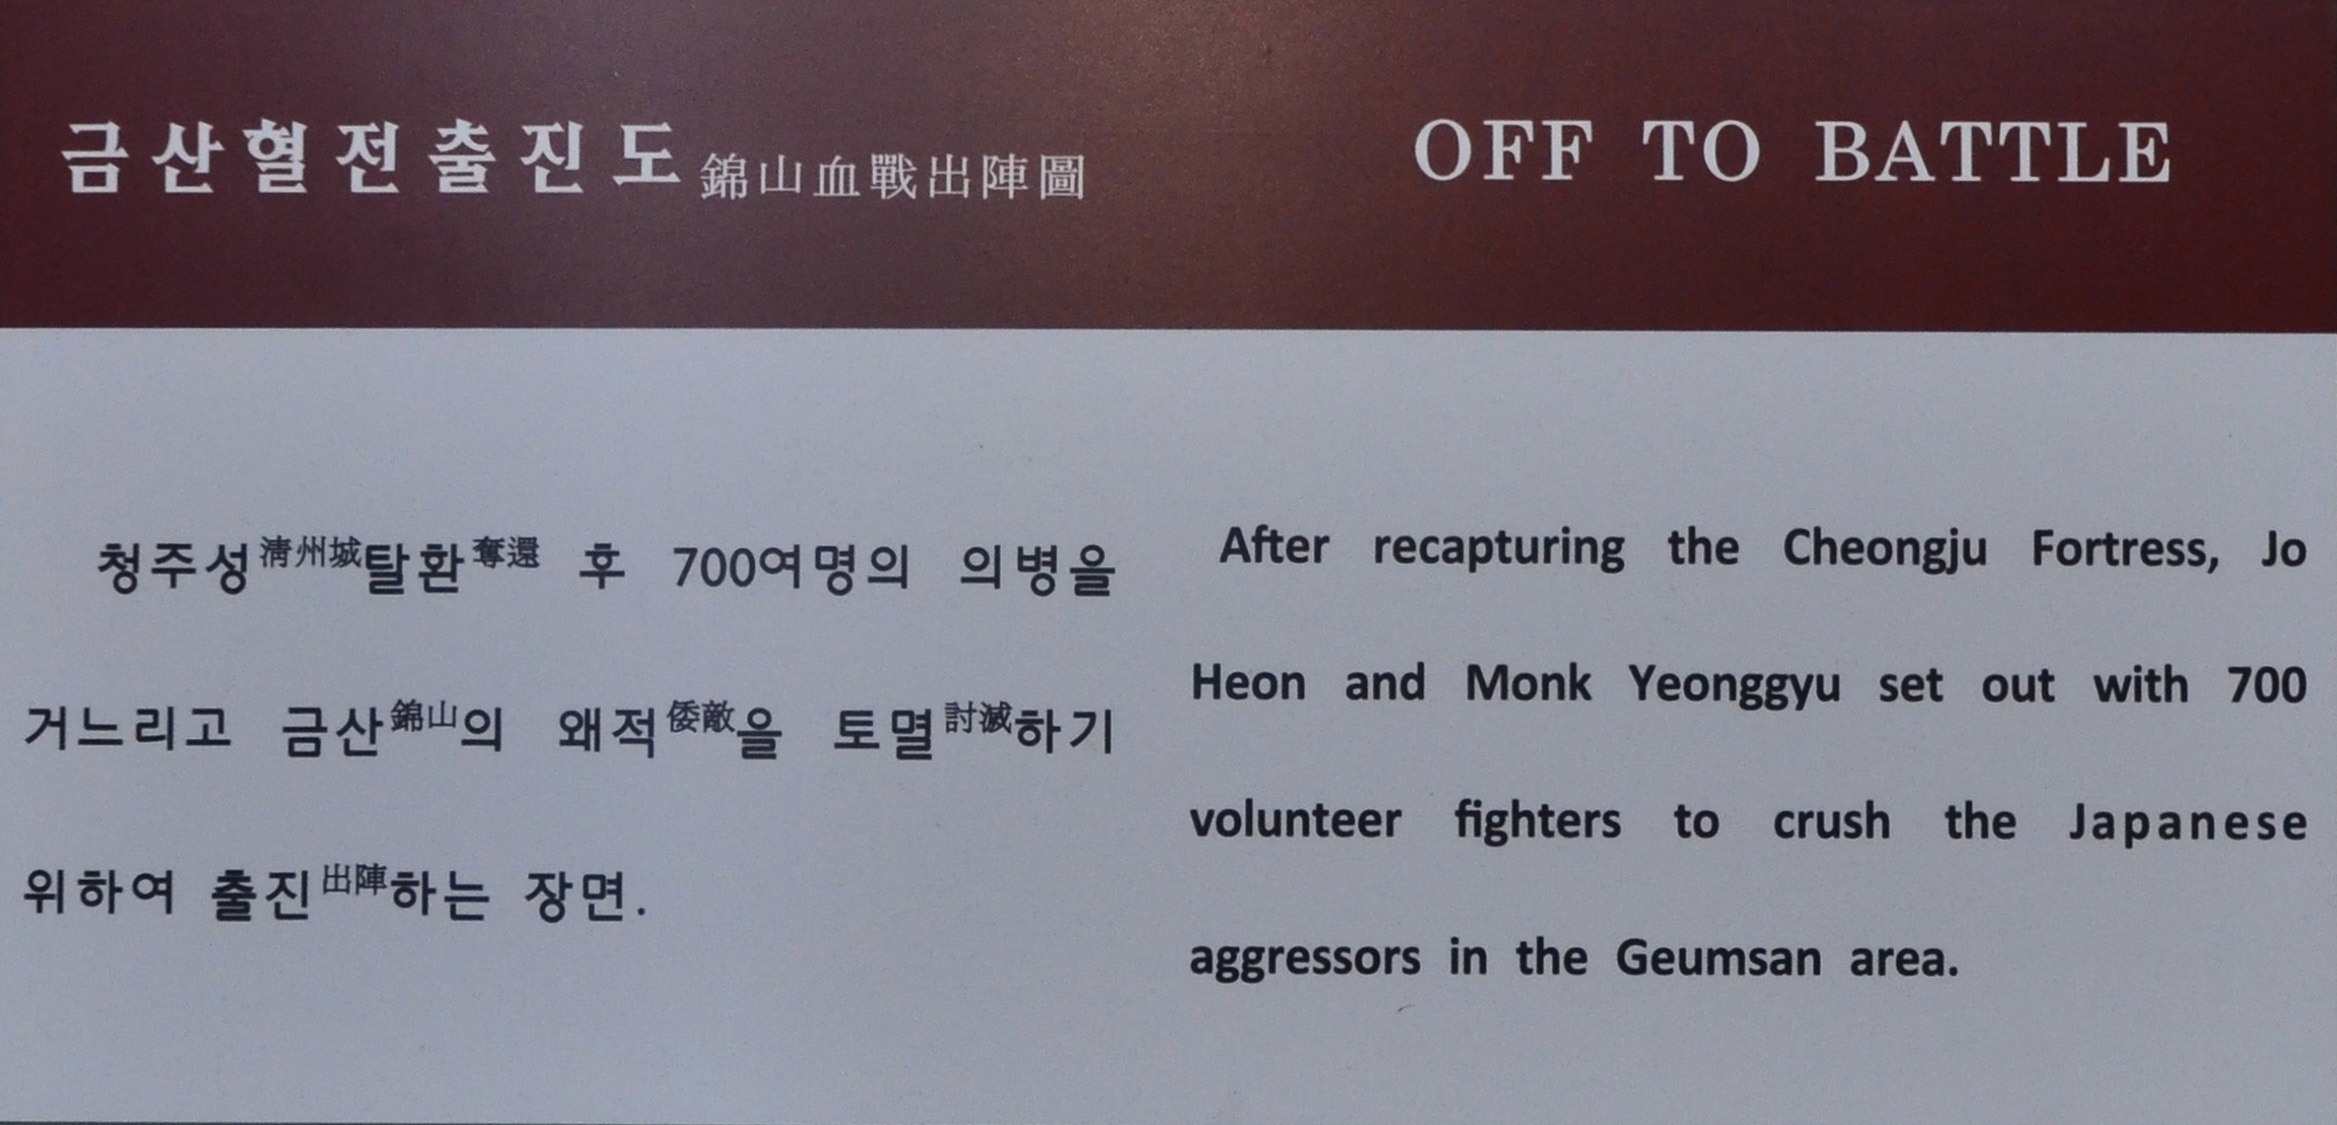 금산혈전출진도 錦山血戰出陣圖
OFF TO BATTLE
청주성淸州城탈환奪還 후 700여명의 의병을
거느리고 금산錦山의 왜적倭敵을 토멸討滅하기
위하여 출진出陣하는 장면.
After recapturing the Cheongju Fortress, Jo
Heon and Monk Yeonggyu set out with 700
volunteer fighters to crush the Japanese
aggressors in the Geumsan area.